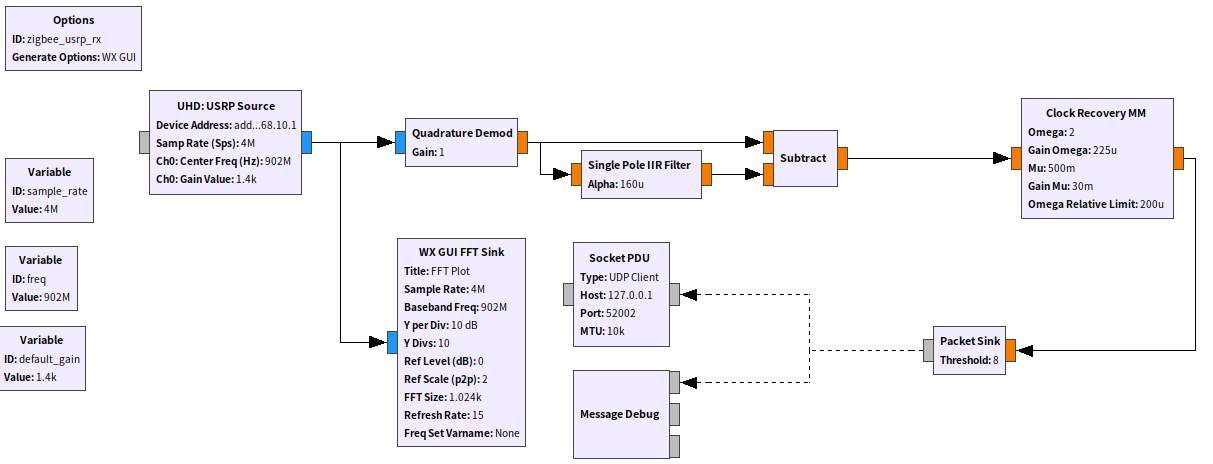 Options
ID: zigbee_usrp_rx
Generate Options: WX GUI
UHD: USRP Source
Device Address: add...68.10.1
Samp Rate (Sps): 4M
Ch0: Center Freq (Hz): 902M
Ch0: Gain Value: 1.4k
Quadrature Demod
Gain: 1
Single Pole IIR Filter
Alpha: 160u
Subtract
Clock Recovery MM
Omega: 2
Gain Omega: 225u
Mu: 500m
Gain Mu: 30m
Omega Relative Limit: 200u
Variable
ID: sample_rate
Value: 4M
Variable
ID: freq
Value: 902M
Variable
ID: default_gain
Value: 1.4k
WX GUI FFT Sink
Title: FFT Plot
Sample Rate: 4M
Baseband Freq: 902M
Y per Div: 10 dB
Y Divs: 10
Ref Level (dB): 0
Ref Scale (p2p): 2
FFT Size: 1.024k
Refresh Rate: 15
Freq Set Varname: None
Socket PDU
Type: UDP Client
Host: 127.0.0.1
Port: 52002
MTU: 10k
Message Debug
Packet Sink
Threshold: 8